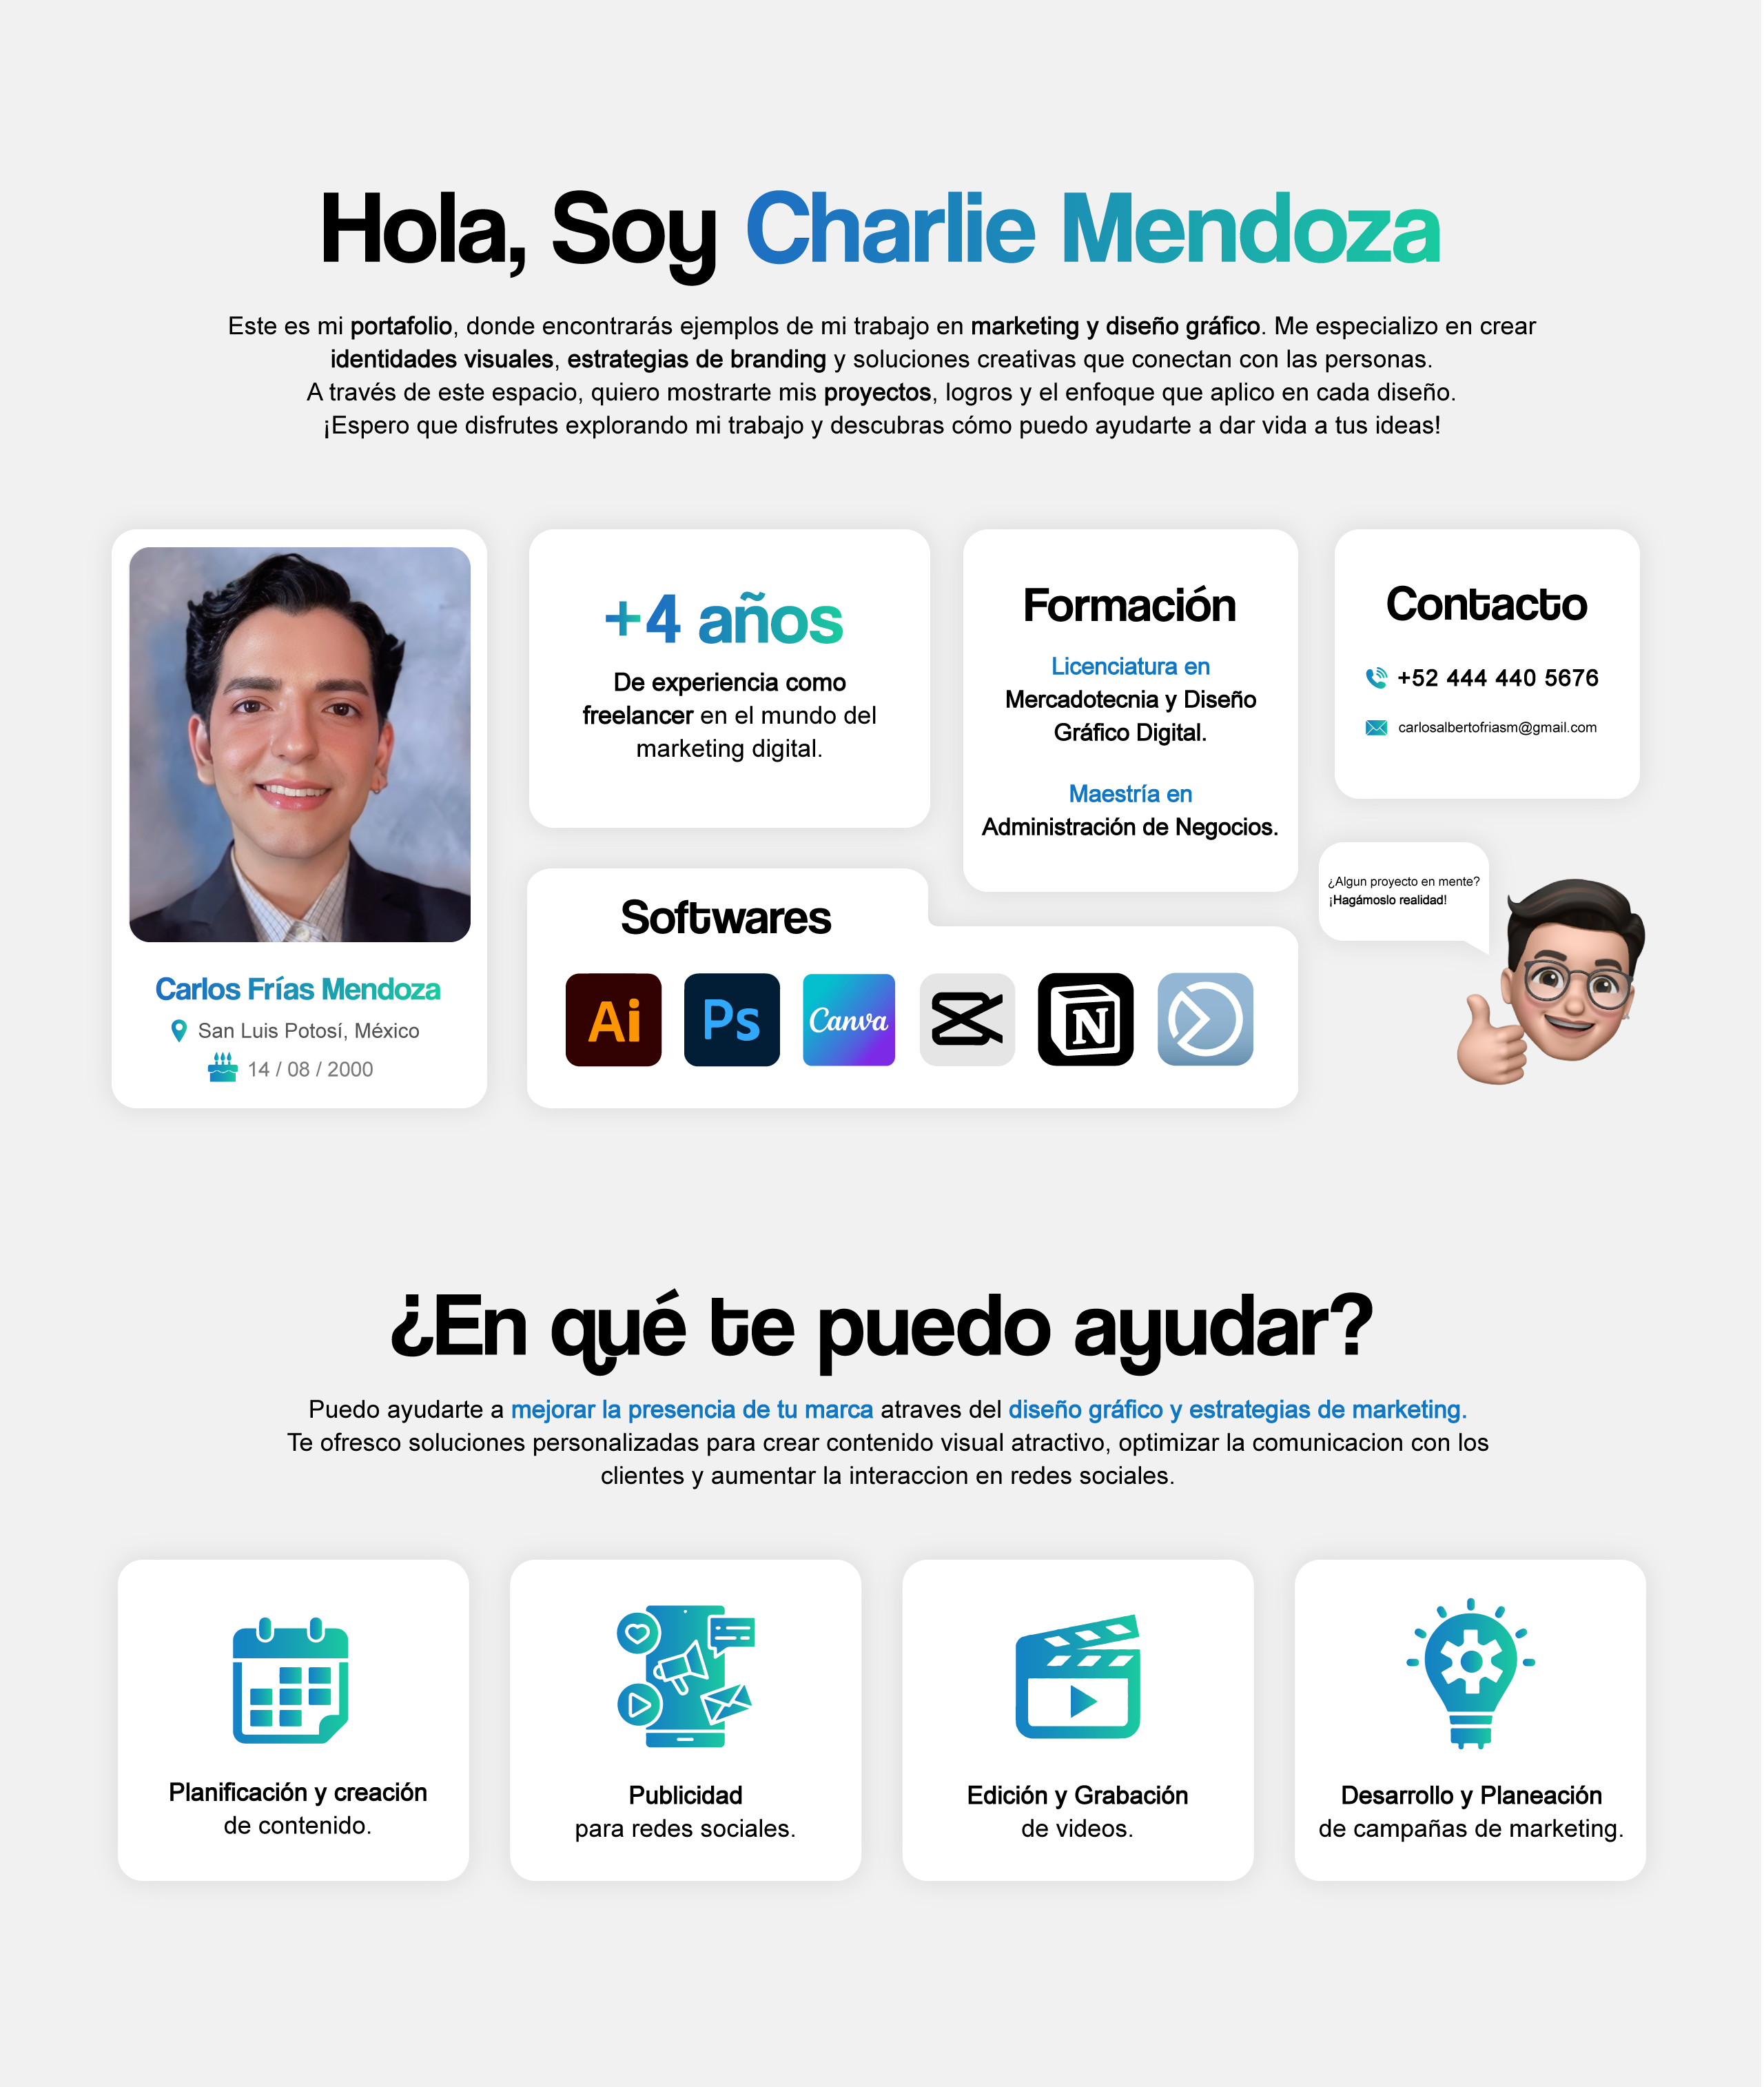 Hola, Soy Charlie Mendoza
Este es mi portafolio, donde encontrarás ejemplos de mi trabajo en marketing y diseño gráfico. Me especializo en crear
identidades visuales, estrategias de branding y soluciones creativas que conectan con las personas.
A través de este espacio, quiero mostrarte mis proyectos, logros y el enfoque que aplico en cada diseño.
¡Espero que disfrutes explorando mi trabajo y descubras cómo puedo ayudarte a dar vida a tus ideas!
Carlos Frías Mendoza
San Luis Potosí, México
14 / 08 / 2000
+4 años
De experiencia como
freelancer en el mundo del
marketing digital.
Formación
Licenciatura en
Mercadotecnia y Diseño
Gráfico Digital.
Maestría en
Administración de Negocios.
Contacto
+52 444 440 5676
carlosalbertofriasm@gmail.com
Softwares
Ai
Ps
Canva
N
¿Algun proyecto en mente?
¡Hagámoslo realidad!
¿En qué te puedo ayudar?
Puedo ayudarte a mejorar la presencia de tu marca atraves del diseño gráfico y estrategias de marketing.
Te ofresco soluciones personalizadas para crear contenido visual atractivo, optimizar la comunicacion con los
clientes y aumentar la interaccion en redes sociales.
Planificación y creación
de contenido.
Publicidad
para redes sociales.
Edición y Grabación
de videos.
Desarrollo y Planeación
de campañas de marketing.